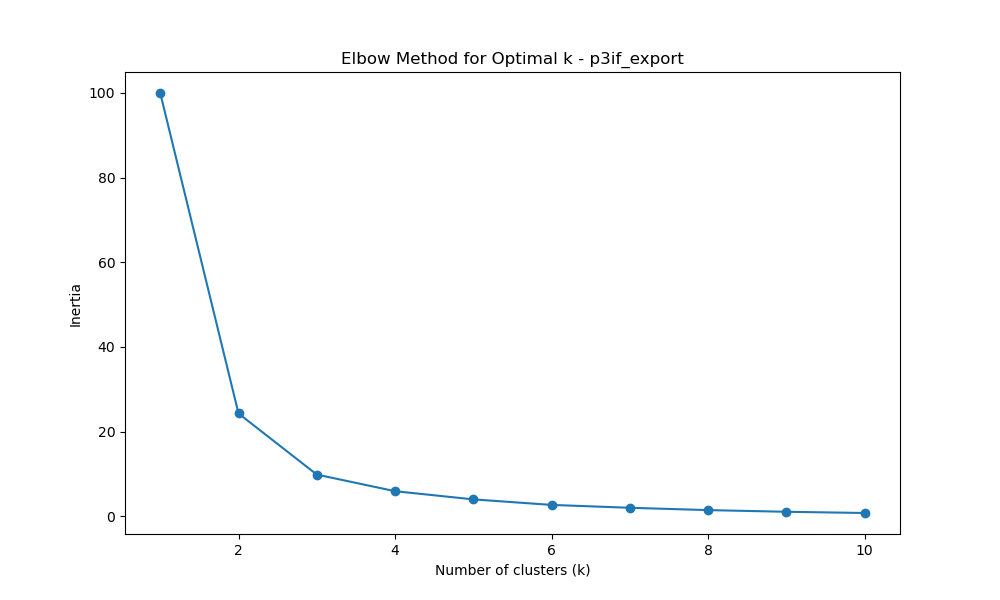 Elbow Method for Optimal k - p3if_export
100
80
60
40
20
0
Inertia
2 4 6 8 10
Number of clusters (k)